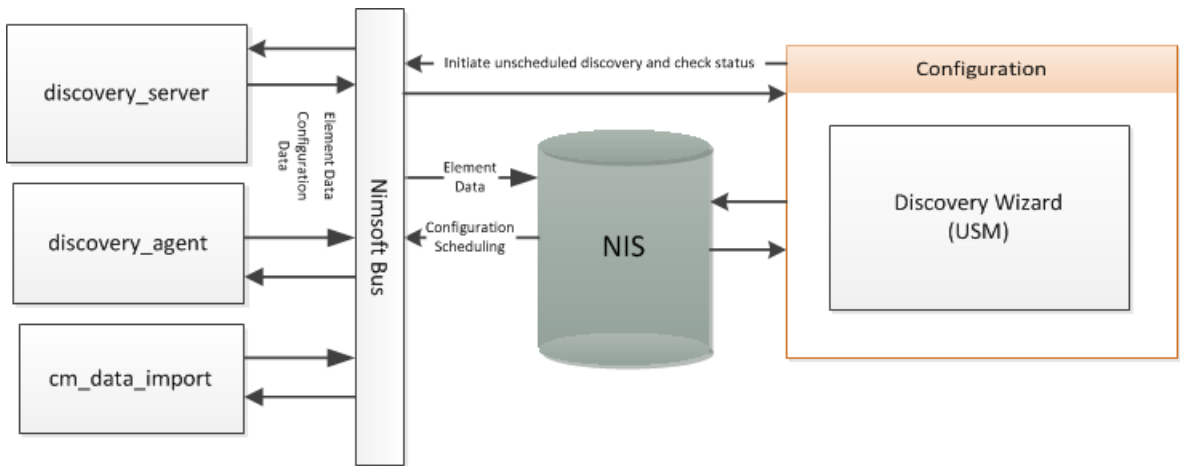 discovery_server
Element Data
Configuration
Data
discovery_agent
cm_data_import
Nimsoft Bus
Initiate unscheduled discovery and check status
Element
Data
Configuration
Scheduling
NIS
Configuration
Discovery Wizard
(USM)